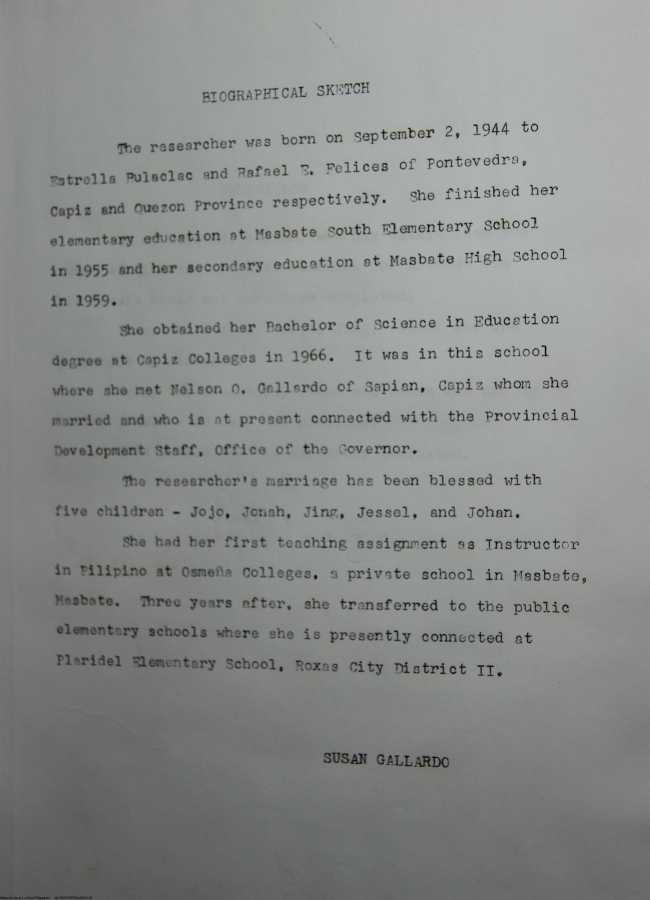 BIOGRAPHICAL SKETCH
The researcher was born on September 2, 1944 to
Estrella Bulaclac and Rafael E. Felices of Pontevedra,
Capiz and Quezon Province respectively. She finished her
elementary education at Masbate South Elementary School
in 1955 and her secondary education at Masbate High School
in 1959.
She obtained her Bachelor of Science in Education
degree at Capiz Colleges in 1966. It was in this school
where she met Nelson O. Gallardo of Sapian, Capiz whom she
married and who is at present connected with the Provincial
Development Staff, Office of the Governor.
The researcher's marriage has been blessed with
five children - Jojo, Jonah, Jing, Jessel, and Johan.
She had her first teaching assignment as Instructor
in Pilipino at Osmeña Colleges, a private school in Masbate,
Masbate. Three years after, she transferred to the public
elementary schools where she is presently connected at
Plaridel Elementary School, Roxas City District II.
SUSAN GALLARDO